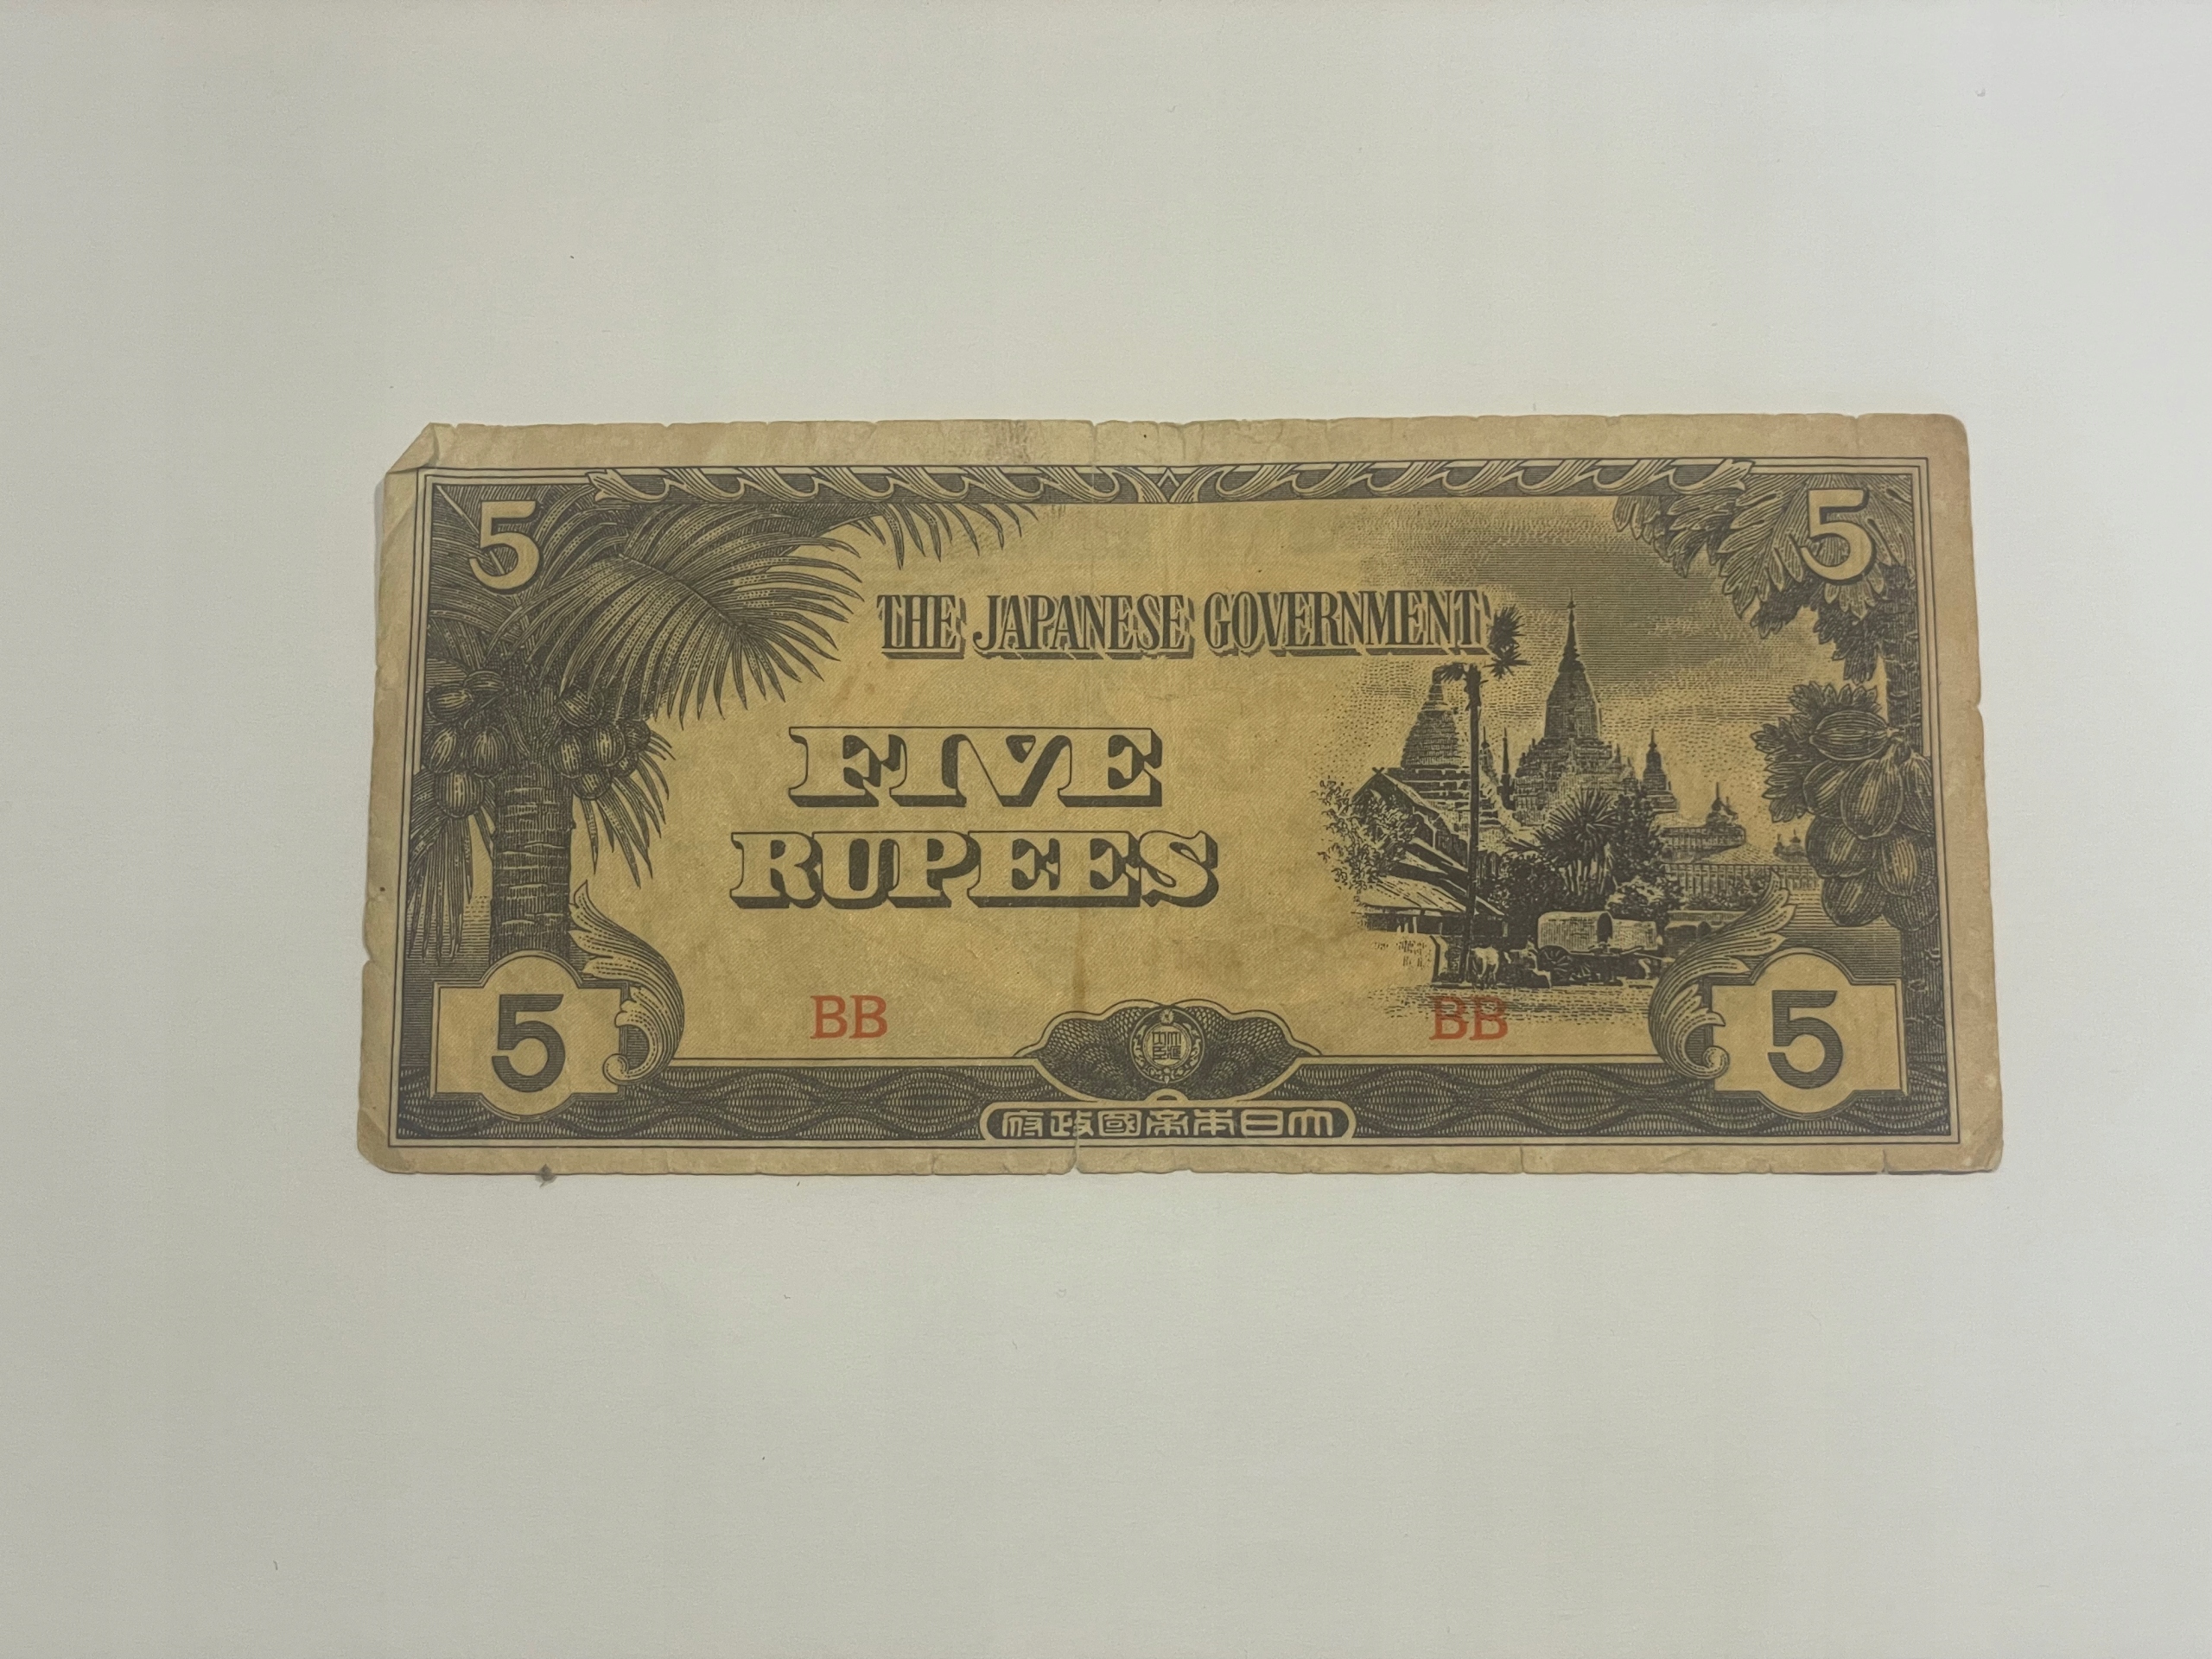 5 5
THE JAPANESE GOVERNMENT
FIVE
RUPEES
BB BB
5 5
府政國帝本日大